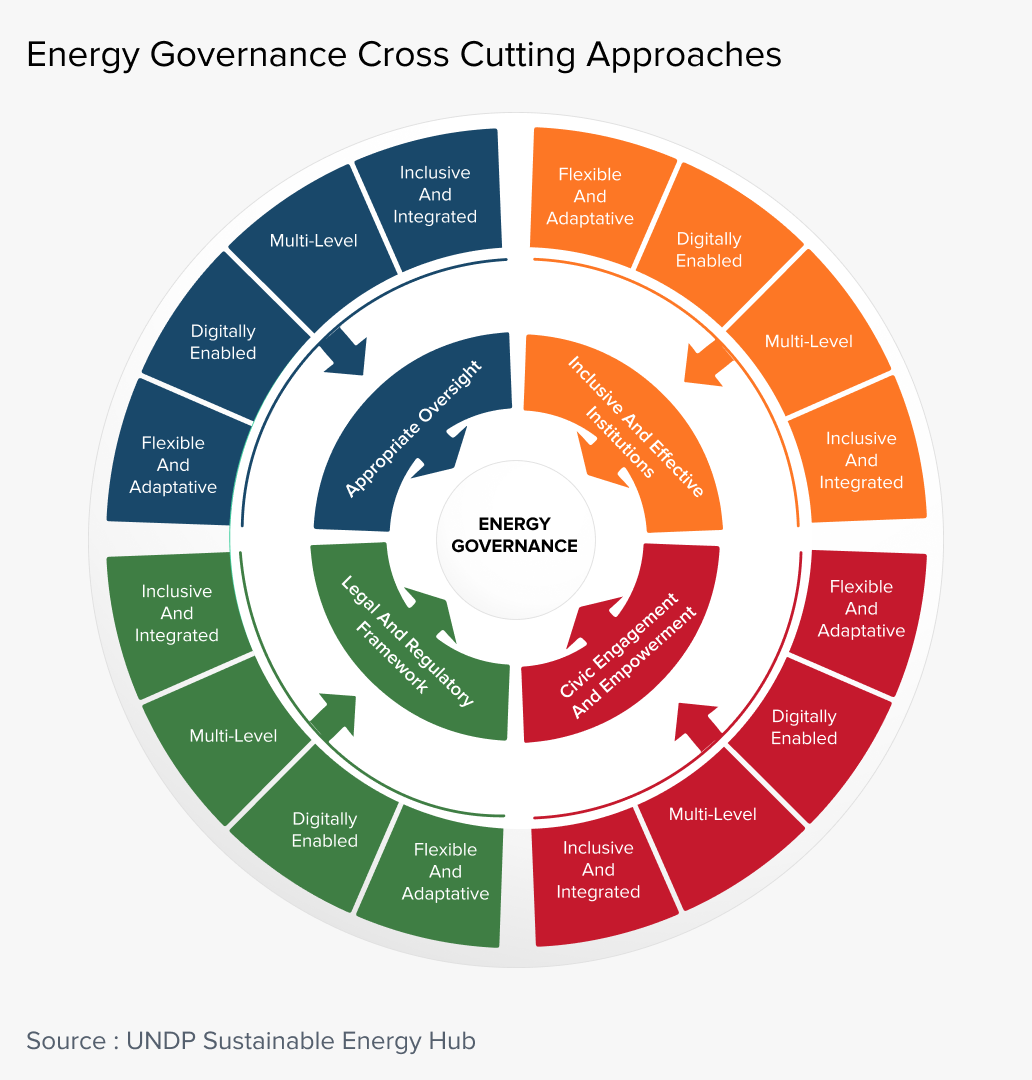 Energy Governance Cross Cutting Approaches
Inclusive
And
Integrated
Multi-Level
Digitally
Enabled
Flexible
And
Adaptative
Flexible
And
Adaptative
Digitally
Enabled
Multi-Level
Inclusive
And
Integrated
Appropriate Oversight
Inclusive And Effective
Institutions
ENERGY
GOVERNANCE
Legal And Regulatory
Framework
Civic Engagement
And Empowerment
Inclusive
And
Integrated
Multi-Level
Digitally
Enabled
Flexible
And
Adaptative
Flexible
And
Adaptative
Digitally
Enabled
Multi-Level
Inclusive
And
Integrated
Source : UNDP Sustainable Energy Hub